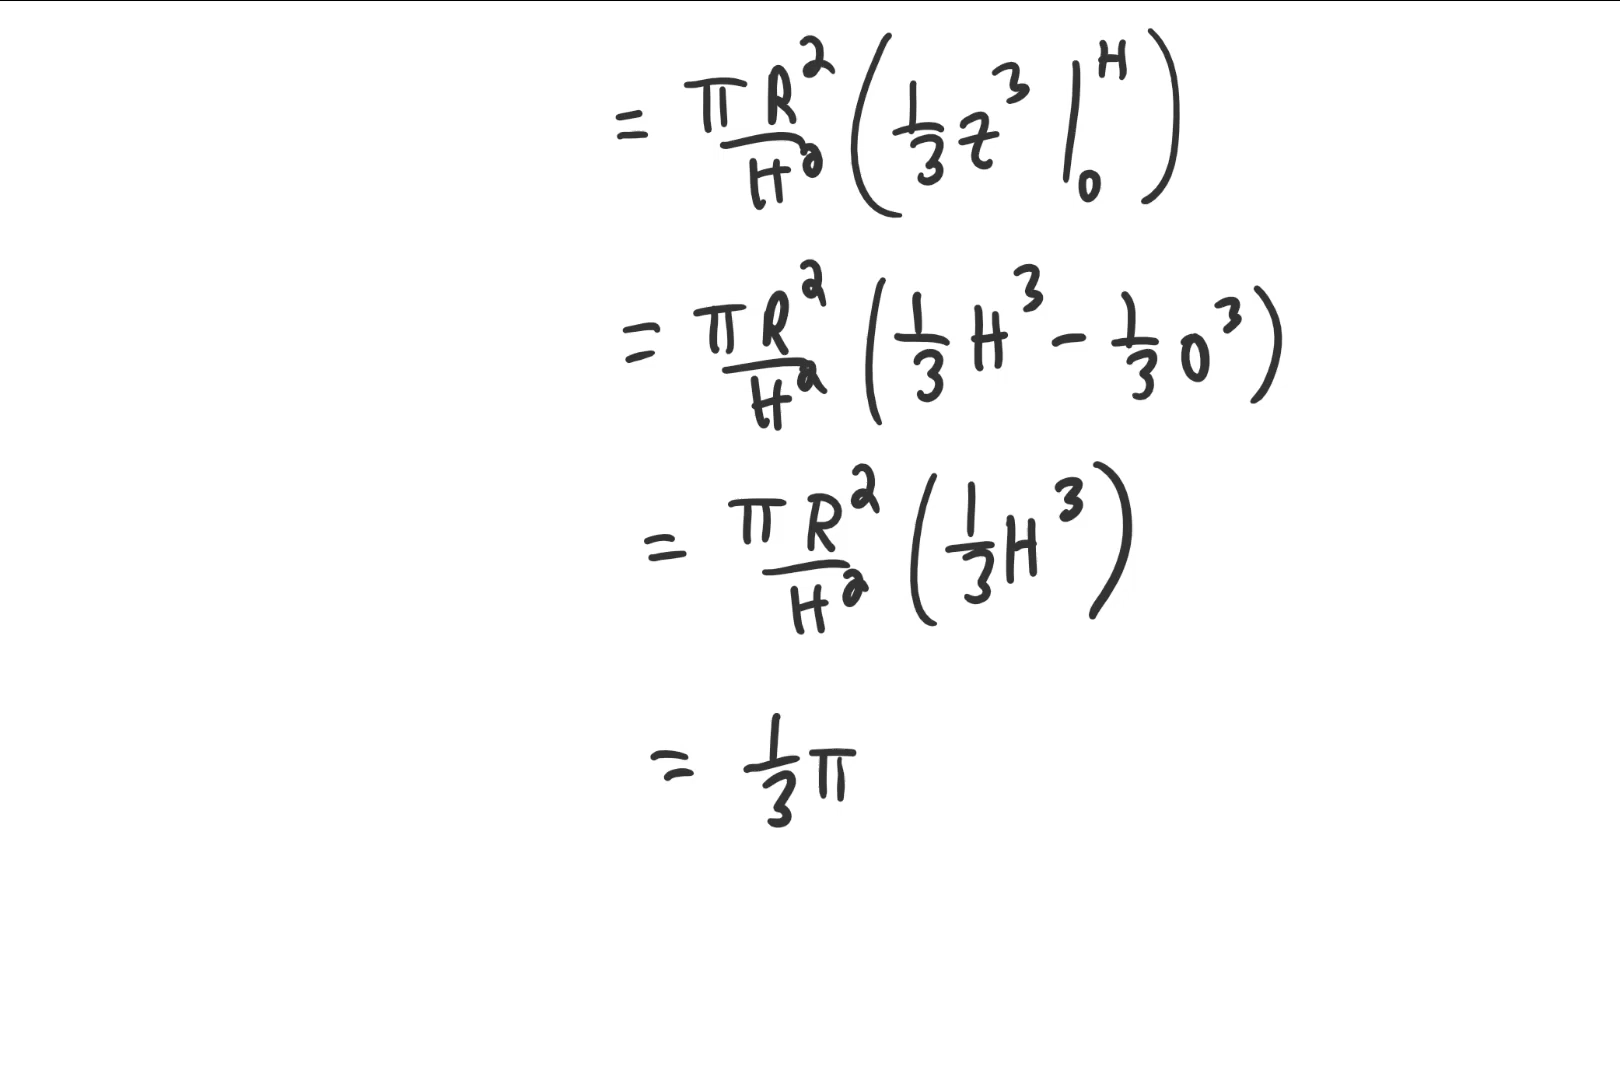 = πR²/H² (1/3 z³ |₀ᴴ)
= πR²/H² (1/3 H³ - 1/3 0³)
= πR²/H² (1/3 H³)
= 1/3 π